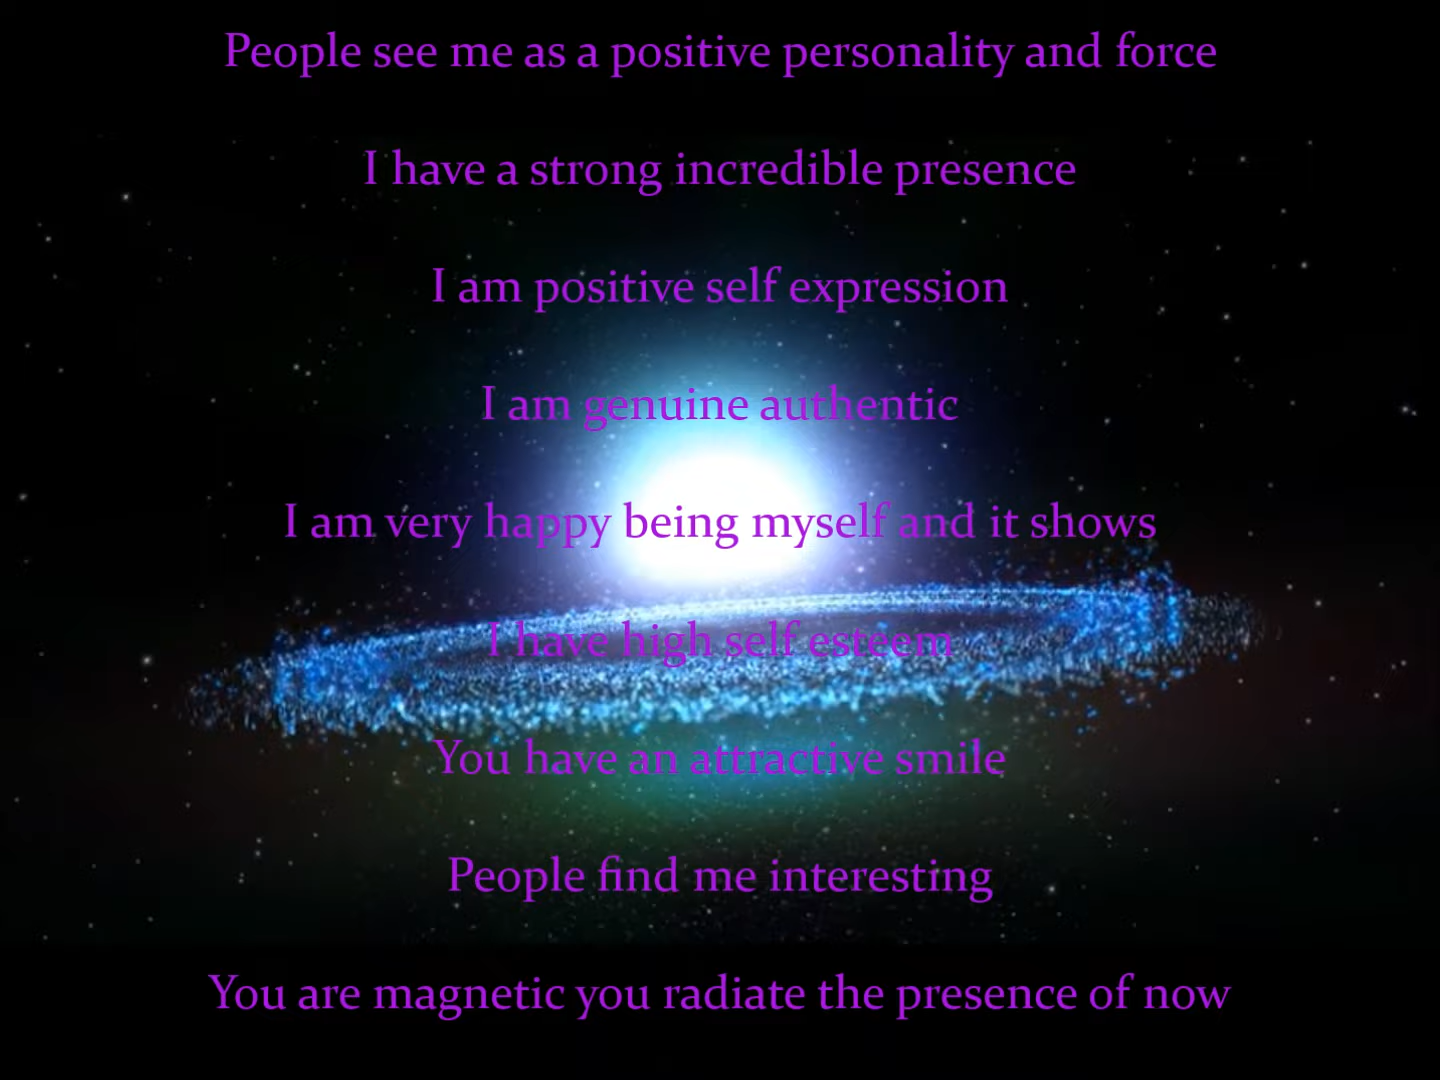 People see me as a positive personality and force
I have a strong incredible presence
I am positive self expression
I am genuine authentic
I am very happy being myself and it shows
I have high self esteem
You have an attractive smile
People find me interesting
You are magnetic you radiate the presence of now